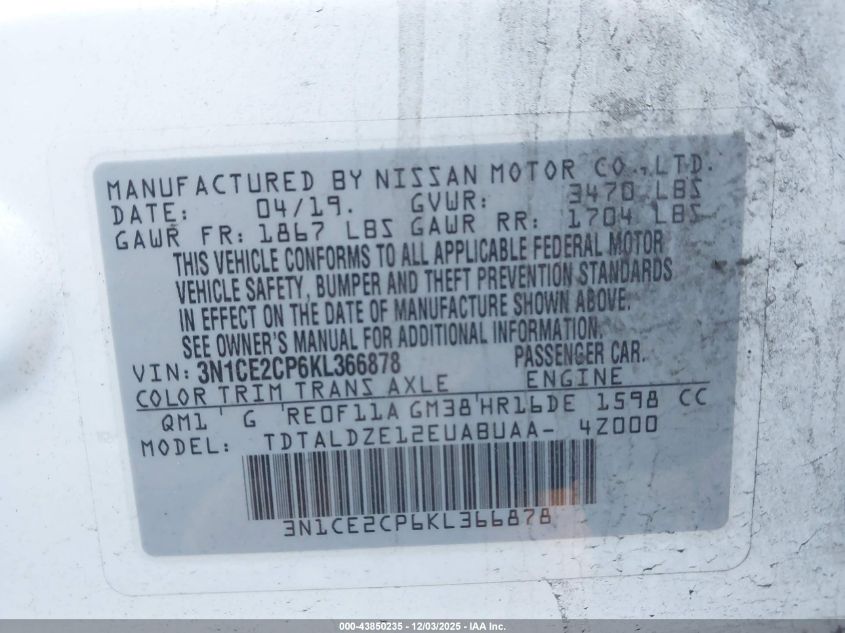 MANUFACTURED BY NISSAN MOTOR CO.,LTD.
DATE: 04/19. GVWR: 3470 LBS
GAWR FR: 1867 LBS GAWR RR: 1704 LBS
THIS VEHICLE CONFORMS TO ALL APPLICABLE FEDERAL MOTOR
VEHICLE SAFETY, BUMPER AND THEFT PREVENTION STANDARDS
IN EFFECT ON THE DATE OF MANUFACTURE SHOWN ABOVE.
SEE OWNER'S MANUAL FOR ADDITIONAL INFORMATION.
VIN: 3N1CE2CP6KL366878 PASSENGER CAR.
COLOR TRIM TRANS AXLE ENGINE
QM1 ' G ' RE0F11A GM38 ' HR16DE 1598 CC
MODEL: TDTALDZE12EUABUAA- 4Z000
3N1CE2CP6KL366878
000-43850235 - 12/03/2025 - IAA Inc.